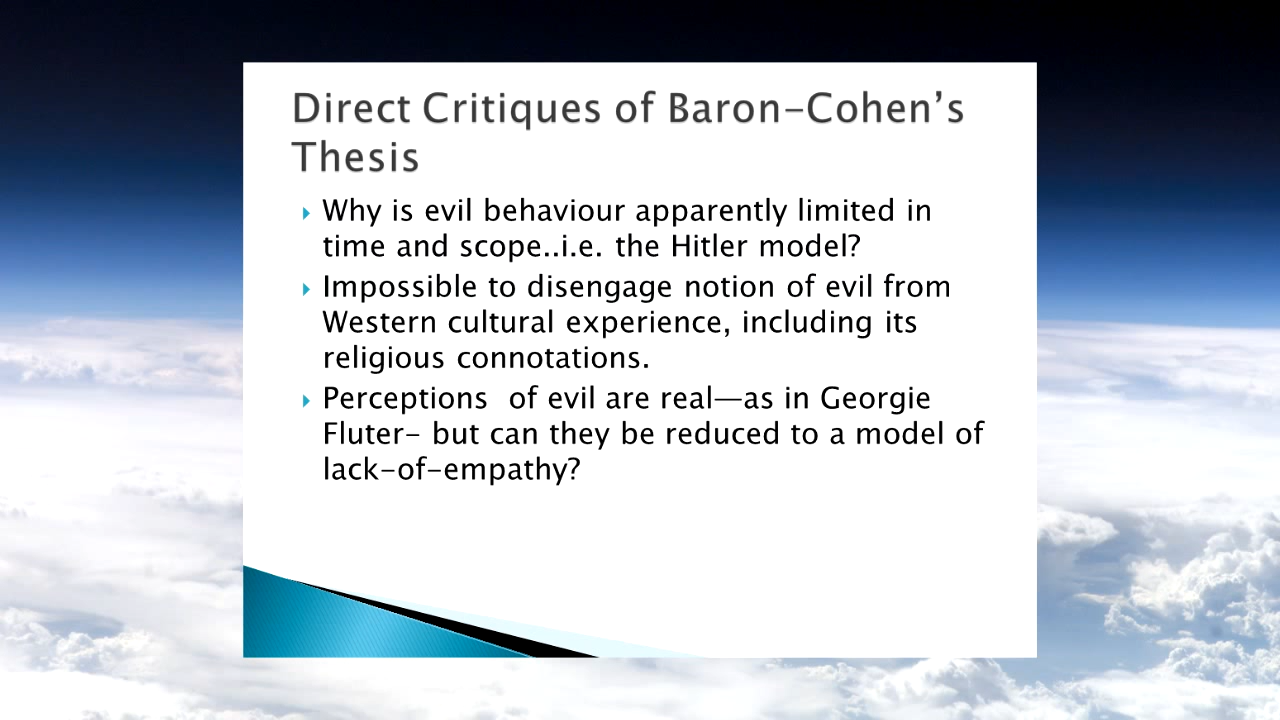 Direct Critiques of Baron-Cohen’s
Thesis
Why is evil behaviour apparently limited in
time and scope..i.e. the Hitler model?
Impossible to disengage notion of evil from
Western cultural experience, including its
religious connotations.
Perceptions  of evil are real—as in Georgie
Fluter- but can they be reduced to a model of
lack-of-empathy?